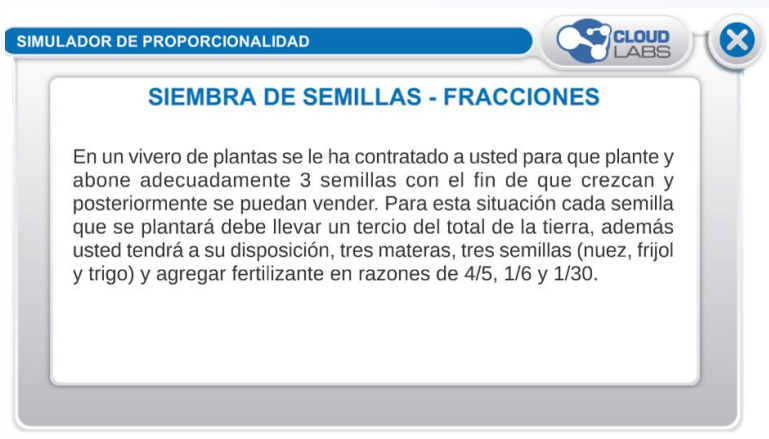 SIMULADOR DE PROPORCIONALIDAD
CLOUD
LABS
SIEMBRA DE SEMILLAS - FRACCIONES
En un vivero de plantas se le ha contratado a usted para que plante y
abone adecuadamente 3 semillas con el fin de que crezcan y
posteriormente se puedan vender. Para esta situación cada semilla
que se plantará debe llevar un tercio del total de la tierra, además
usted tendrá a su disposición, tres materas, tres semillas (nuez, frijol
y trigo) y agregar fertilizante en razones de 4/5, 1/6 y 1/30.